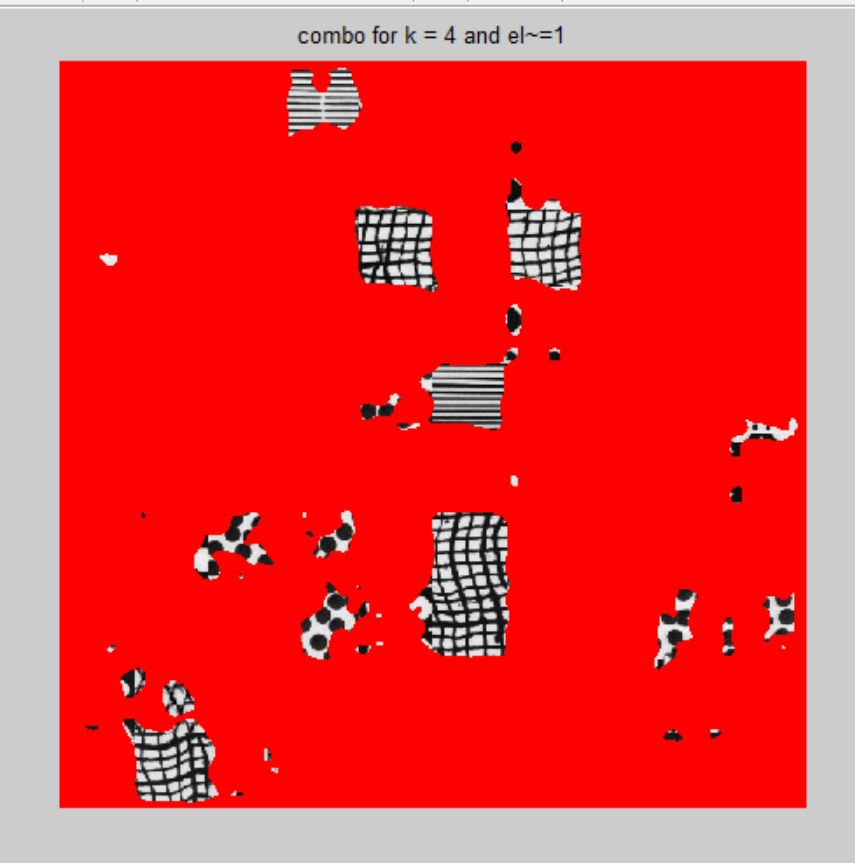 combo for k = 4 and el~=1